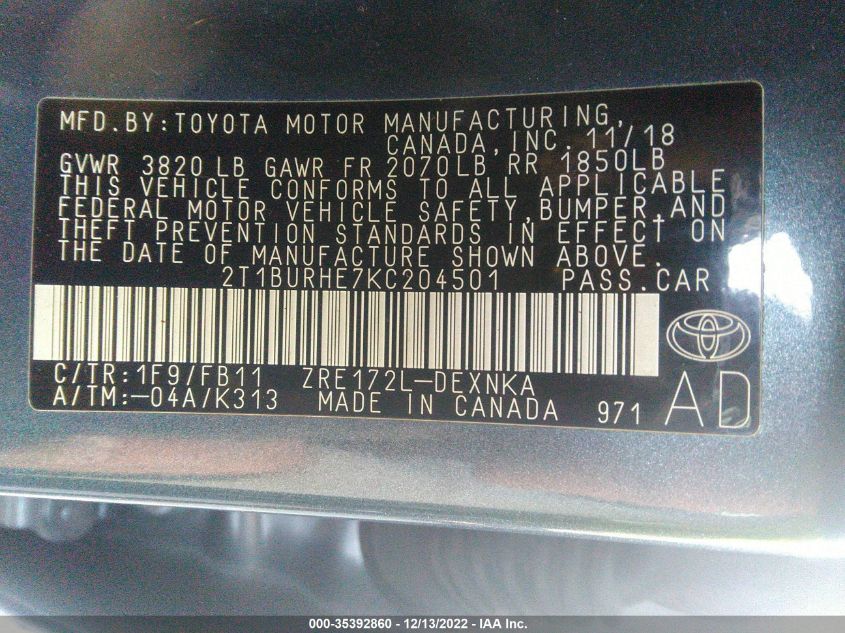 MFD.BY:TOYOTA MOTOR MANUFACTURING,
CANADA,INC. 11/18
GVWR 3820 LB GAWR FR 2070LB RR 1850LB
THIS VEHICLE CONFORMS TO ALL APPLICABLE
FEDERAL MOTOR VEHICLE SAFETY,BUMPER,AND
THEFT PREVENTION STANDARDS IN EFFECT ON
THE DATE OF MANUFACTURE SHOWN ABOVE.
2T1BURHE7KC204501 PASS.CAR
C/TR:1F9/FB11 ZRE172L-DEXNKA
A/TM:-04A/K313 MADE IN CANADA 971 AD
000-35392860 - 12/13/2022 - IAA Inc.